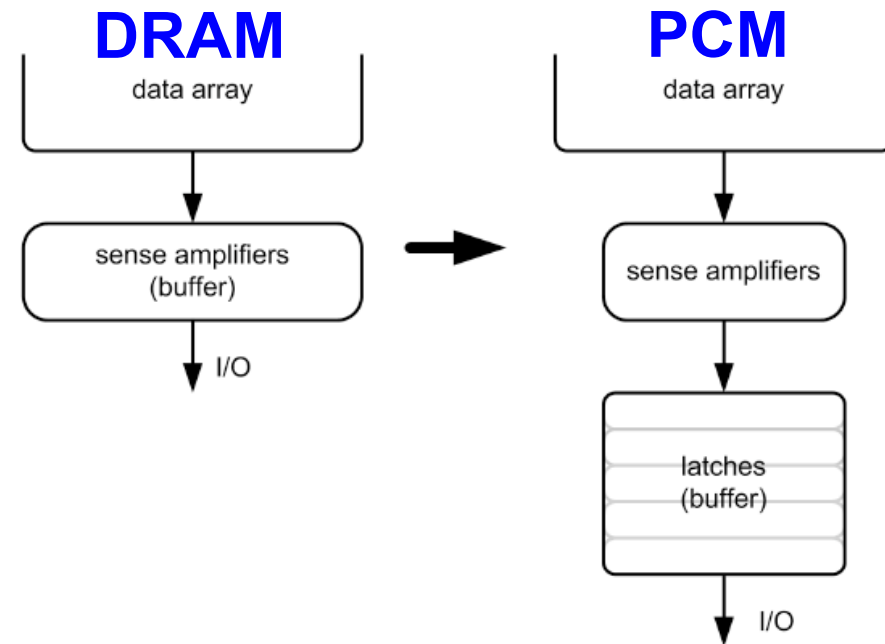 DRAM
data array
sense amplifiers
(buffer)
I/O
PCM
data array
sense amplifiers
latches
(buffer)
I/O